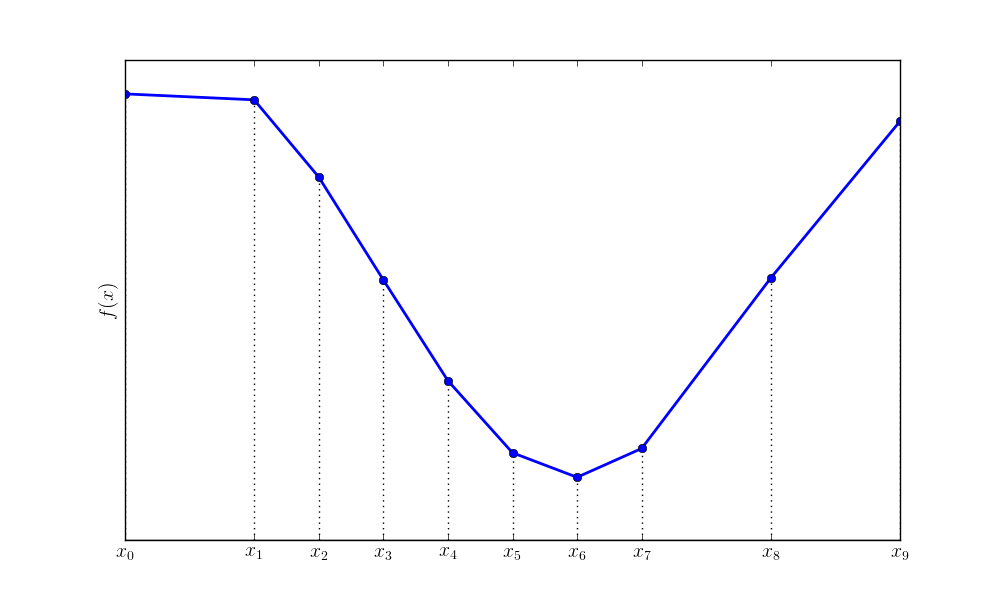 f(x)
x₀ x₁ x₂ x₃ x₄ x₅ x₆ x₇ x₈ x₉